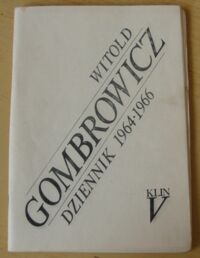 WITOLD
GOMBROWICZ
DZIENNIK 1964-1966
KLIN
V